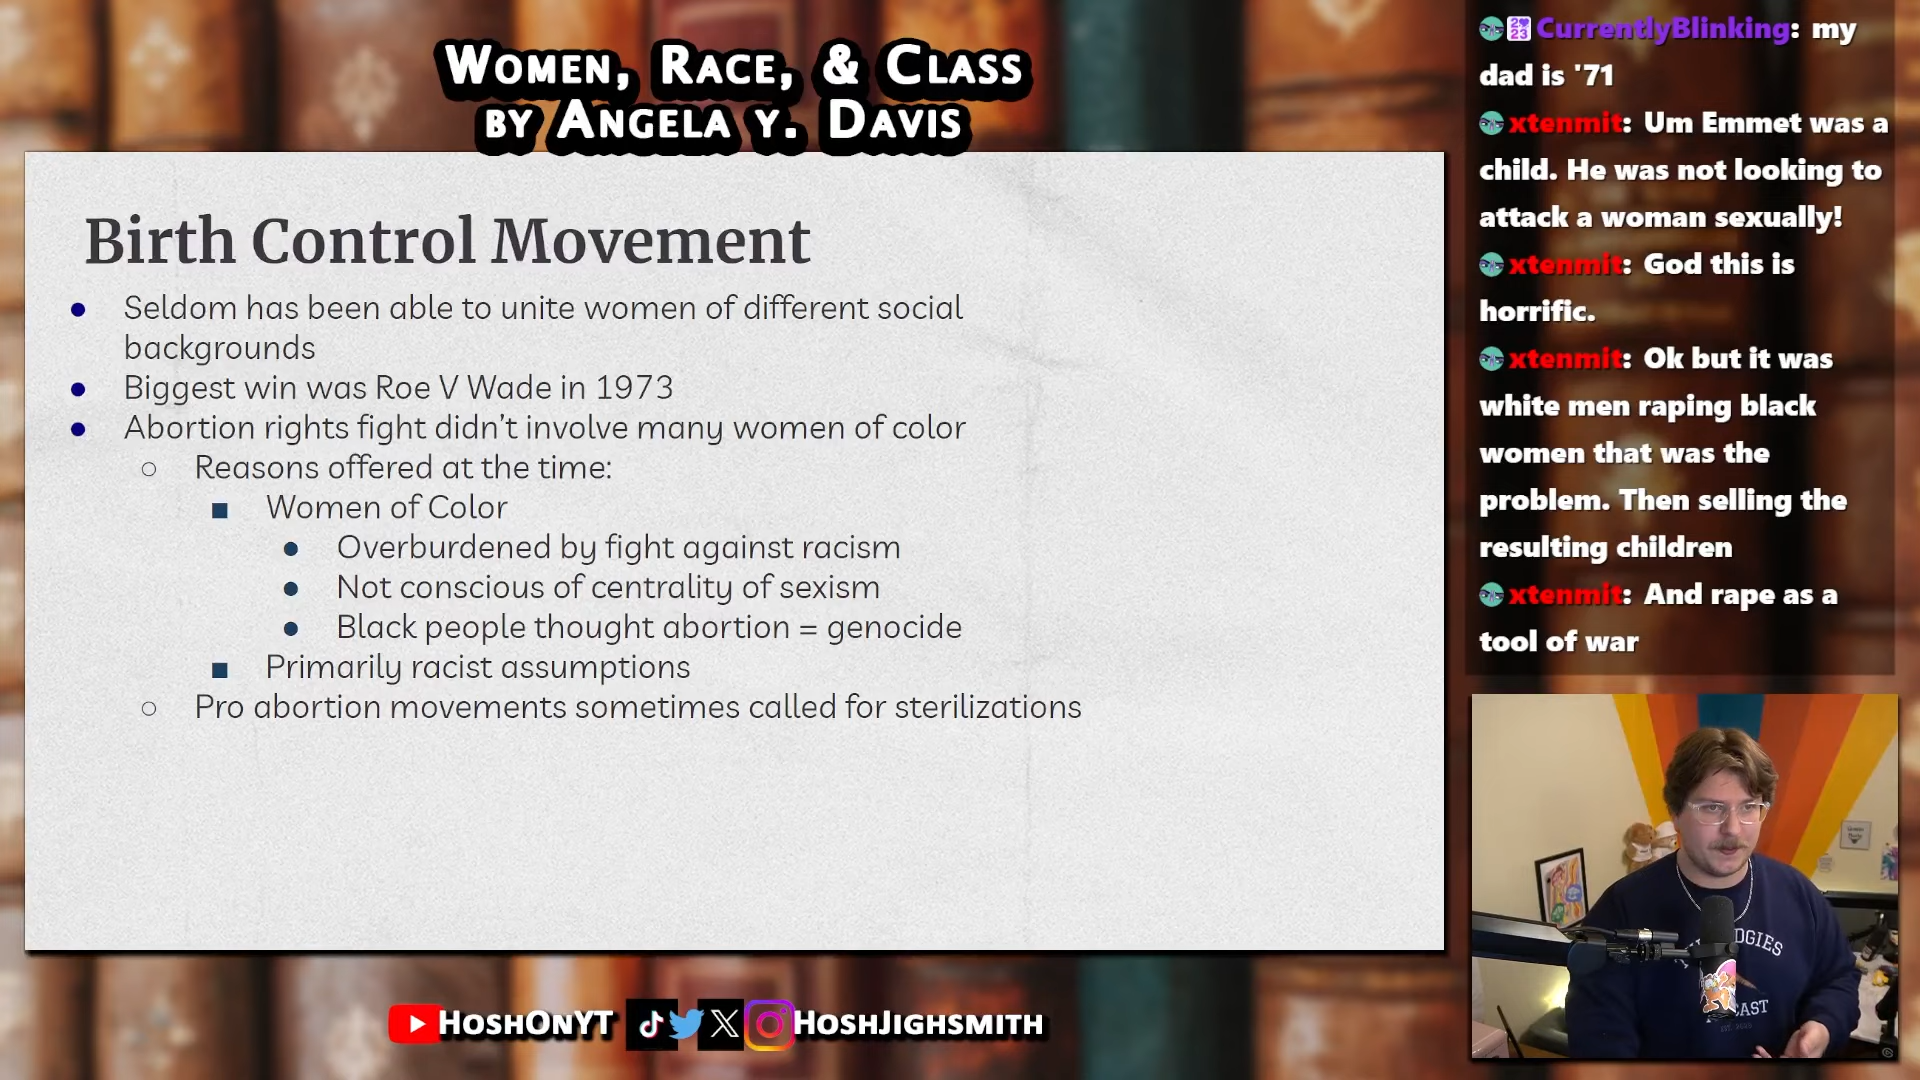 WOMEN, RACE, & CLASS
BY ANGELA Y. DAVIS
Birth Control Movement
● Seldom has been able to unite women of different social
backgrounds
● Biggest win was Roe V Wade in 1973
● Abortion rights fight didn't involve many women of color
○ Reasons offered at the time:
■ Women of Color
● Overburdened by fight against racism
● Not conscious of centrality of sexism
● Black people thought abortion = genocide
■ Primarily racist assumptions
○ Pro abortion movements sometimes called for sterilizations
CurrentlyBlinking: my
dad is '71
xtenmit: Um Emmet was a
child. He was not looking to
attack a woman sexually!
xtenmit: God this is
horrific.
xtenmit: Ok but it was
white men raping black
women that was the
problem. Then selling the
resulting children
xtenmit: And rape as a
tool of war
HOSHONYT HOSHJIGHSMITH